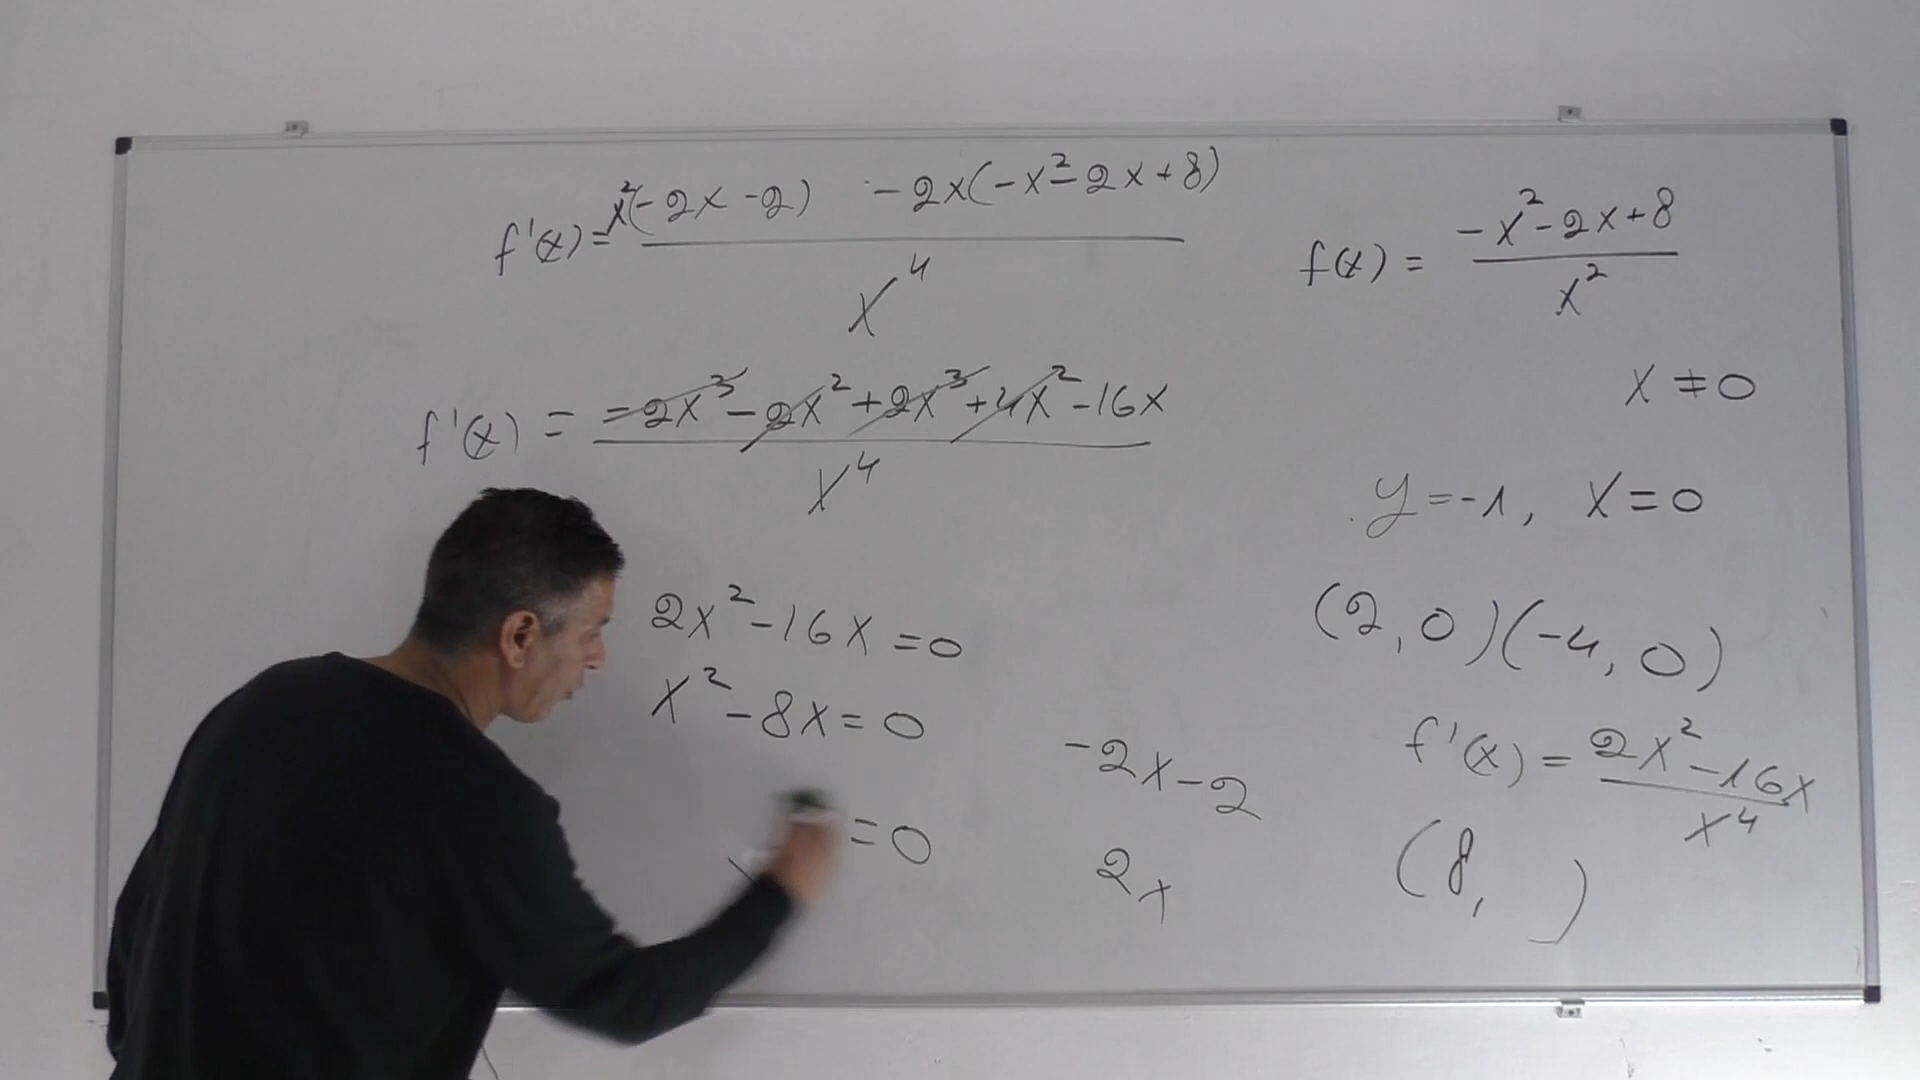 f'(x) = x²(-2x-2) -2x(-x²-2x+8)
x⁴
f'(x) = -2x³-2x²+2x³+4x²-16x
x⁴
2x²-16x=0
x²-8x=0
=0
-2x-2
2x
f(x) = -x²-2x+8
x²
x≠0
y=-1, x=0
(2,0)(-4,0)
f'(x) = 2x²-16x
x⁴
(8, )